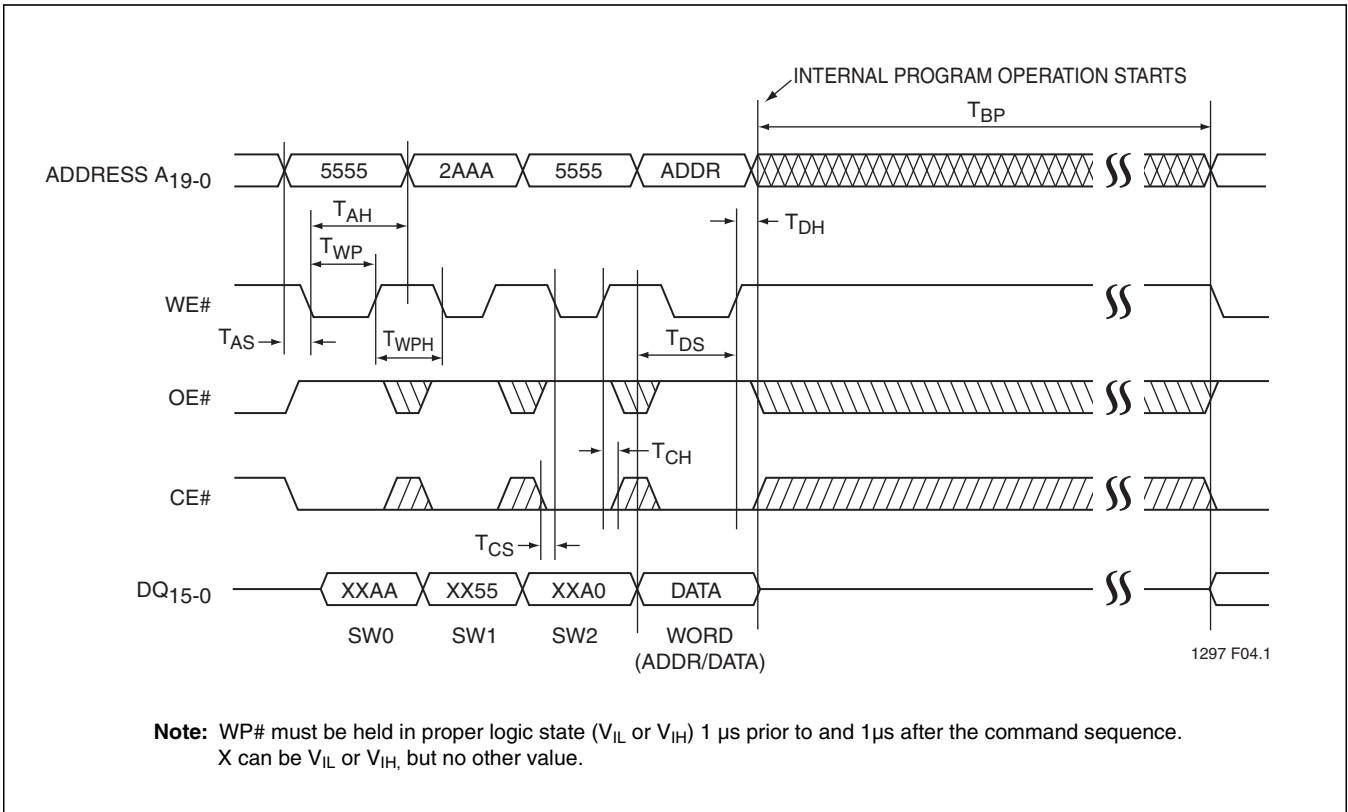 INTERNAL PROGRAM OPERATION STARTS
TBP
ADDRESS A19-0
5555 2AAA 5555 ADDR
TAH
TDH
TWP
WE#
TAS
TWPH
TDS
OE#
TCH
CE#
TCS
DQ15-0
XXAA XX55 XXA0 DATA
SW0 SW1 SW2 WORD
(ADDR/DATA)
1297 F04.1
Note: WP# must be held in proper logic state (VIL or VIH) 1 µs prior to and 1µs after the command sequence.
X can be VIL or VIH, but no other value.